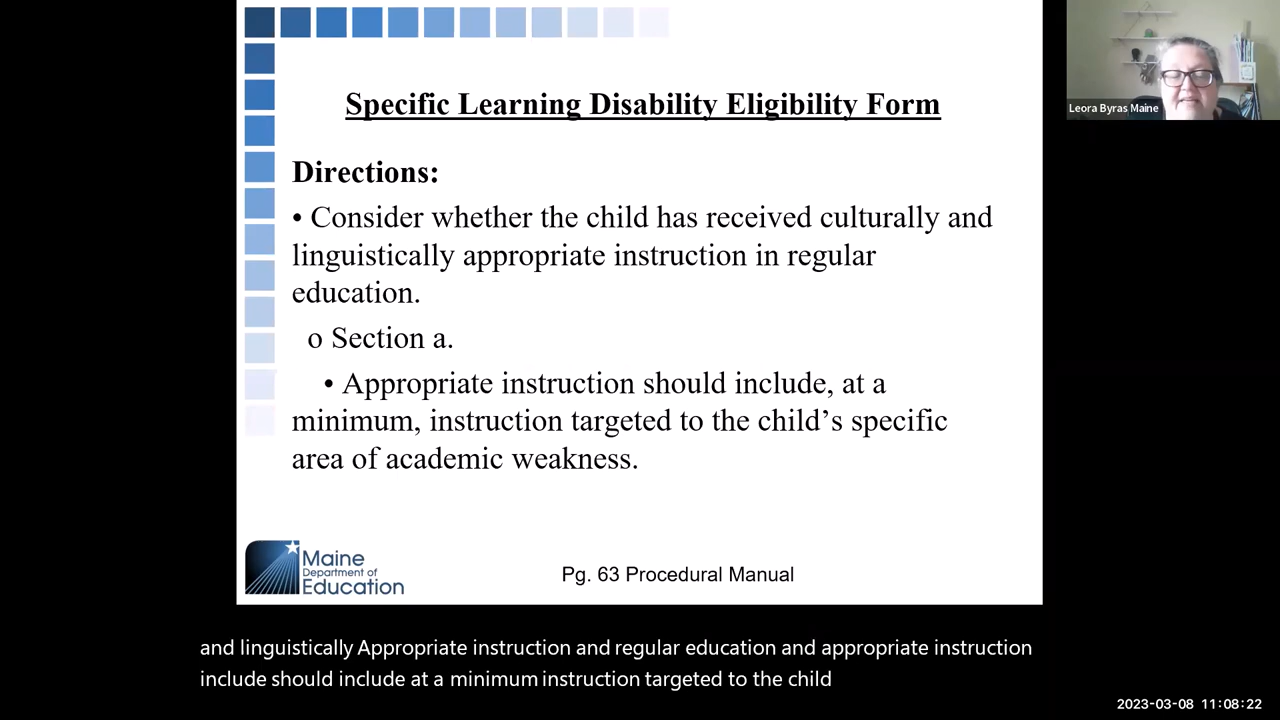 Specific Learning Disability Eligibility Form
Directions:
• Consider whether the child has received culturally and
linguistically appropriate instruction in regular
education.
o Section a.
• Appropriate instruction should include, at a
minimum, instruction targeted to the child’s specific
area of academic weakness.
Maine
Department of
Education
Pg. 63 Procedural Manual
Leora Byras Maine
and linguistically Appropriate instruction and regular education and appropriate instruction
include should include at a minimum instruction targeted to the child
2023-03-08 11:08:22